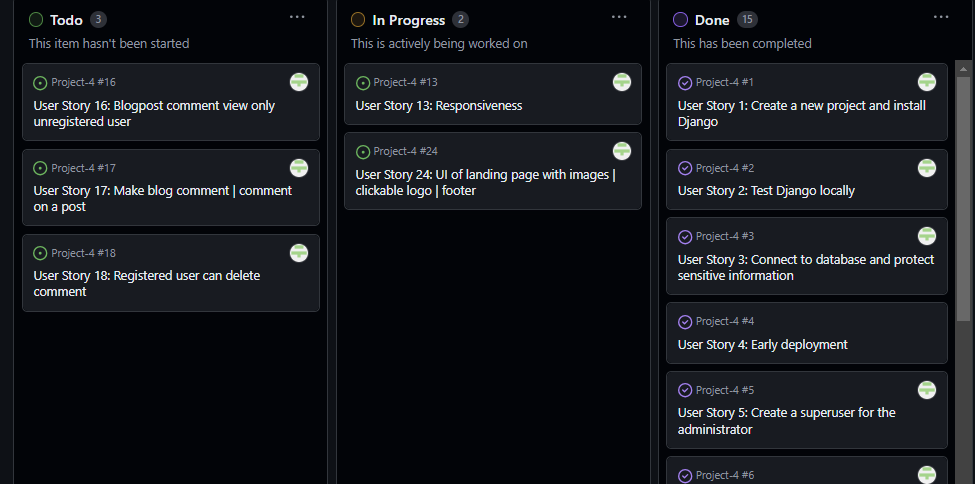 Todo 3
This item hasn't been started
Project-4 #16
User Story 16: Blogpost comment view only
unregistered user
Project-4 #17
User Story 17: Make blog comment | comment
on a post
Project-4 #18
User Story 18: Registered user can delete
comment
In Progress 2
This is actively being worked on
Project-4 #13
User Story 13: Responsiveness
Project-4 #24
User Story 24: UI of landing page with images |
clickable logo | footer
Done 15
This has been completed
Project-4 #1
User Story 1: Create a new project and install
Django
Project-4 #2
User Story 2: Test Django locally
Project-4 #3
User Story 3: Connect to database and protect
sensitive information
Project-4 #4
User Story 4: Early deployment
Project-4 #5
User Story 5: Create a superuser for the
administrator
Project-4 #6